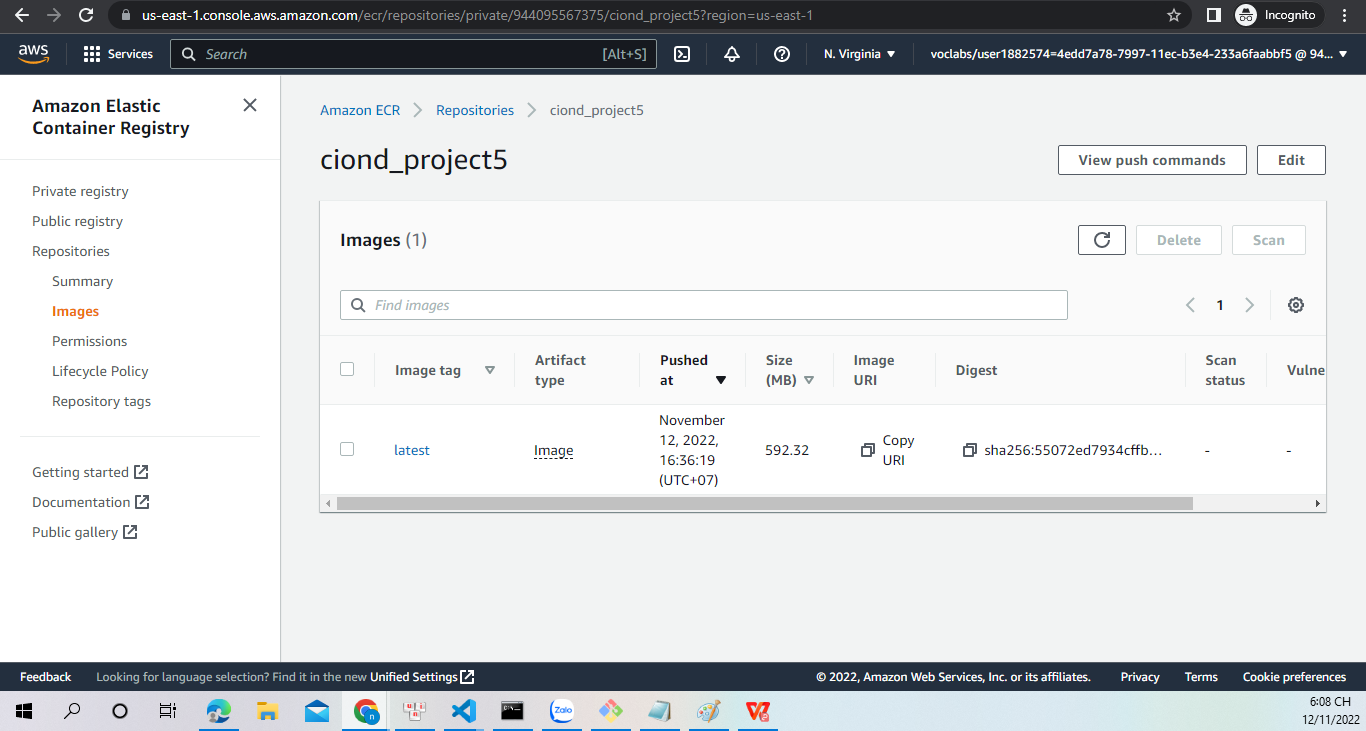 us-east-1.console.aws.amazon.com/ecr/repositories/private/944095567375/ciond_project5?region=us-east-1
Incognito
aws
Services
Search
[Alt+S]
N. Virginia
voclabs/user1882574=4edd7a78-7997-11ec-b3e4-233a6faabbf5 @ 94...
Amazon Elastic
Container Registry
Private registry
Public registry
Repositories
Summary
Images
Permissions
Lifecycle Policy
Repository tags
Getting started
Documentation
Public gallery
Amazon ECR
Repositories
ciond_project5
ciond_project5
View push commands
Edit
Images (1)
Delete
Scan
Find images
1
Image tag
Artifact
type
Pushed
at
Size
(MB)
Image
URI
Digest
Scan
status
Vulne
latest
Image
November
12, 2022,
16:36:19
(UTC+07)
592.32
Copy
URI
sha256:55072ed7934cffb...
-
-
Feedback
Looking for language selection? Find it in the new Unified Settings
© 2022, Amazon Web Services, Inc. or its affiliates.
Privacy
Terms
Cookie preferences
n
Zalo
6:08 CH
12/11/2022